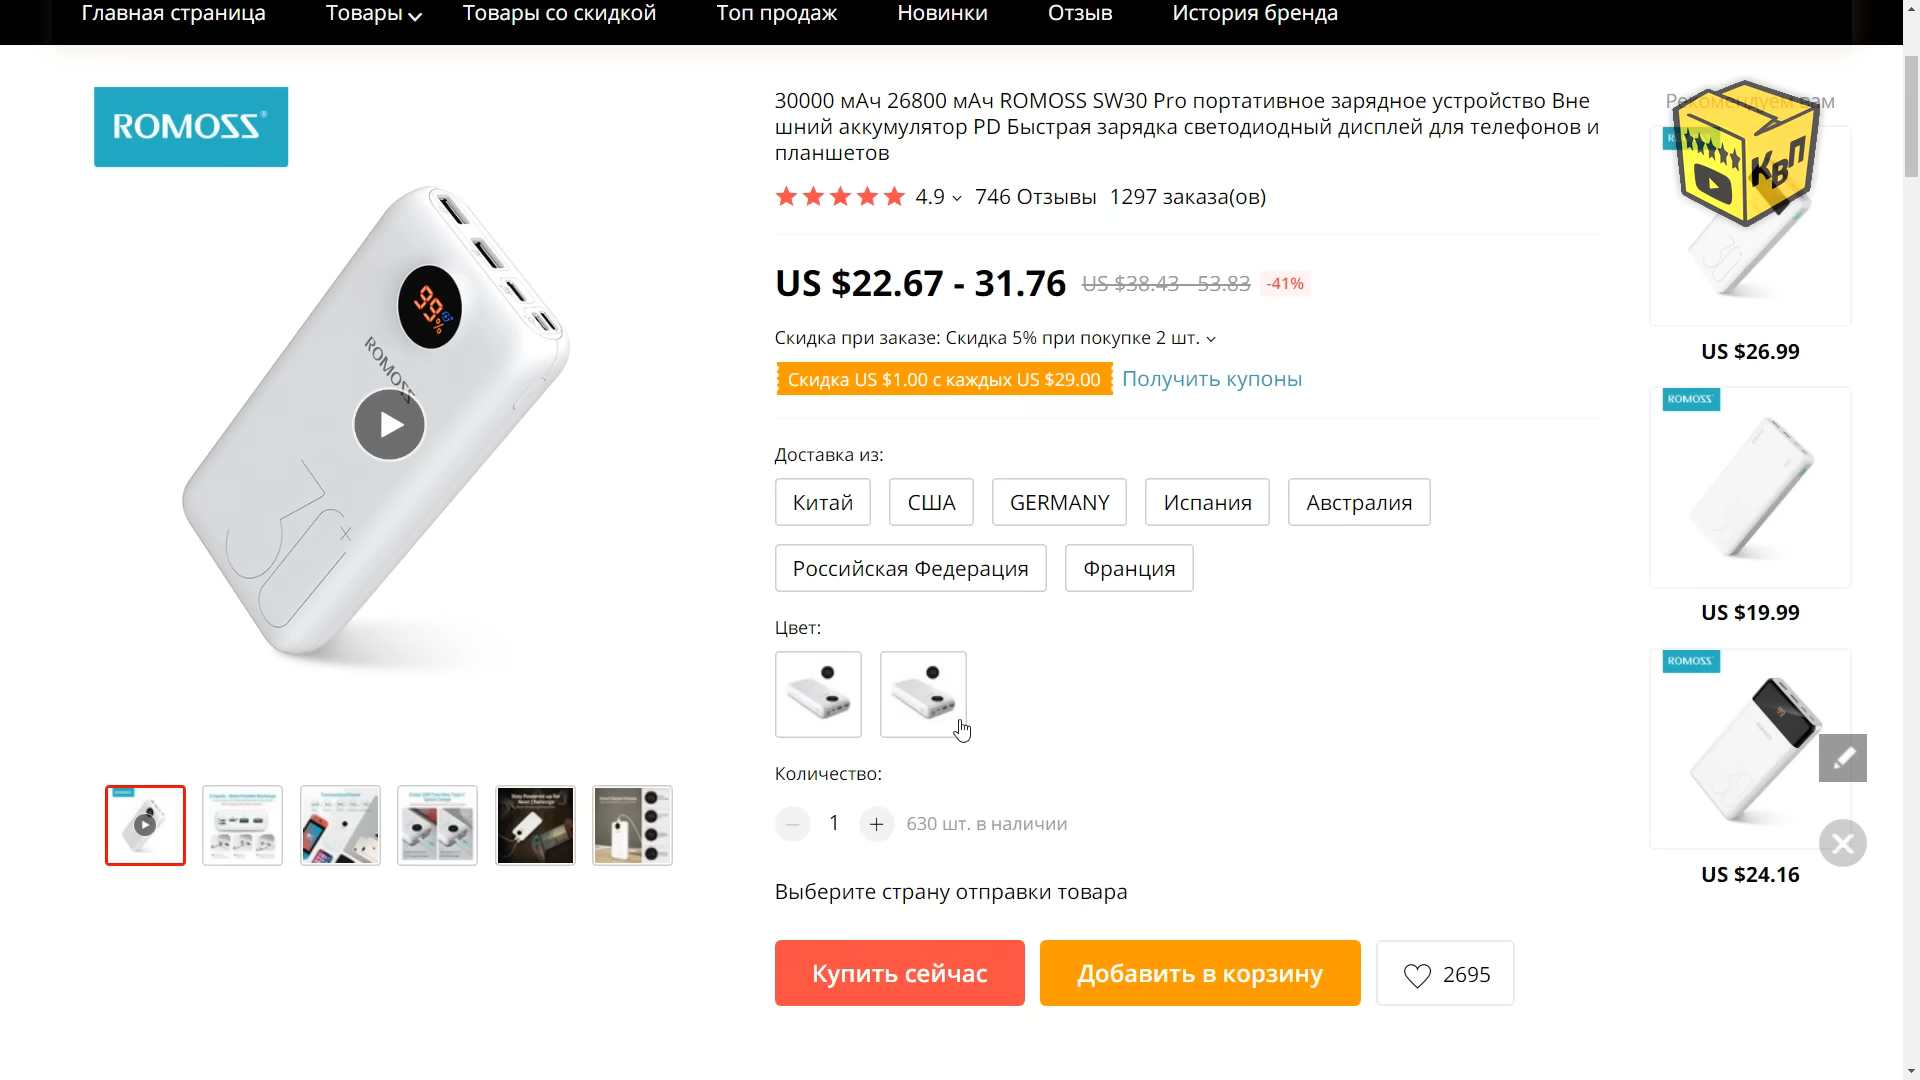 Главная страница
Товары
Товары со скидкой
Топ продаж
Новинки
Отзыв
История бренда
ROMOSS®
30000 мАч 26800 мАч ROMOSS SW30 Pro портативное зарядное устройство Вне
шний аккумулятор PD Быстрая зарядка светодиодный дисплей для телефонов и
планшетов
4.9
746 Отзывы
1297 заказа(ов)
US $22.67 - 31.76
US $38.43 - 53.83
-41%
Скидка при заказе: Скидка 5% при покупке 2 шт.
Скидка US $1.00 с каждых US $29.00
Получить купоны
99%
ROMOSS
Доставка из:
Китай
США
GERMANY
Испания
Австралия
Российская Федерация
Франция
Цвет:
Количество:
1
630 шт. в наличии
Выберите страну отправки товара
Купить сейчас
Добавить в корзину
2695
КВП
US $26.99
ROMOSS
US $19.99
ROMOSS
US $24.16